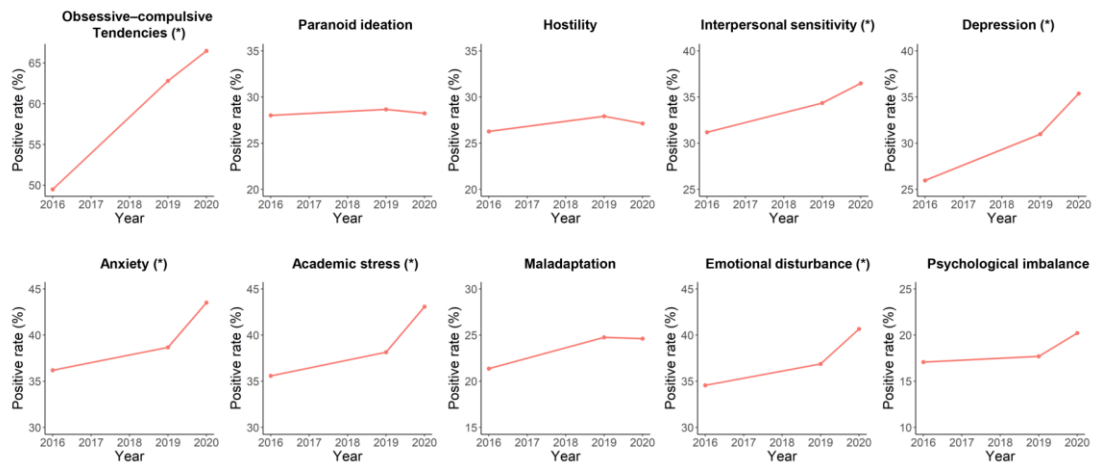 Obsessive–compulsive
Tendencies (*)
Positive rate (%)
65
60
55
50
2016 2017 2018 2019 2020
Year
Paranoid ideation
Positive rate (%)
35
30
25
20
2016 2017 2018 2019 2020
Year
Hostility
Positive rate (%)
35
30
25
20
2016 2017 2018 2019 2020
Year
Interpersonal sensitivity (*)
Positive rate (%)
40
35
30
25
2016 2017 2018 2019 2020
Year
Depression (*)
Positive rate (%)
40
35
30
25
2016 2017 2018 2019 2020
Year
Anxiety (*)
Positive rate (%)
45
40
35
30
2016 2017 2018 2019 2020
Year
Academic stress (*)
Positive rate (%)
45
40
35
30
2016 2017 2018 2019 2020
Year
Maladaptation
Positive rate (%)
30
25
20
15
2016 2017 2018 2019 2020
Year
Emotional disturbance (*)
Positive rate (%)
45
40
35
30
2016 2017 2018 2019 2020
Year
Psychological imbalance
Positive rate (%)
25
20
15
10
2016 2017 2018 2019 2020
Year